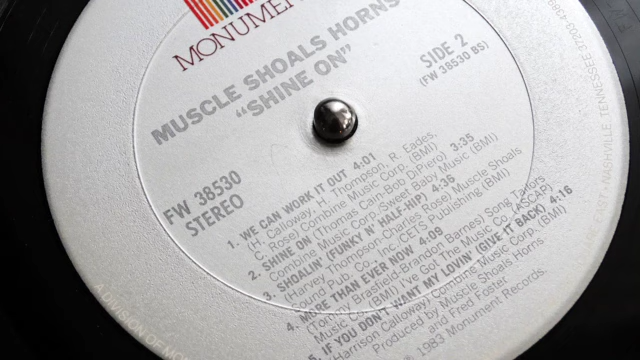 MONUMENT
MUSCLE SHOALS HORNS
"SHINE ON"
SIDE 2
(FW 38530 BS)
FW 38530
STEREO
1. WE CAN WORK IT OUT 4:01
(H. Calloway, H. Thompson, R. Eades,
C. Rose) Combine Music Corp. (BMI)
2. SHINE ON (Thomas Cain-Bob DiPiero) 3:35
Combine Music Corp/Sweet Baby Music (BMI)
3. SHOALIN' (FUNKY N' HALF-HIP) 4:36
(Harvey Thompson, Charles Rose) Muscle Shoals
Sound Pub. Co., Inc/CETS Publishing (BMI)
4. MORE THAN EVER NOW 4:09
(Tommy Brasfield-Brandon Barnes) Song Tailors
Music Co. (BMI) I've Got The Music Co. (ASCAP)
5. IF YOU DON'T WANT MY LOVIN' (GIVE IT BACK) 4:16
Harrison Calloway) Combine Music Corp. (BMI)
Produced by Muscle Shoals Horns
and Fred Foster
1983 Monument Records.
NASHVILLE, TENNESSEE 37203
A DIVISION OF MO